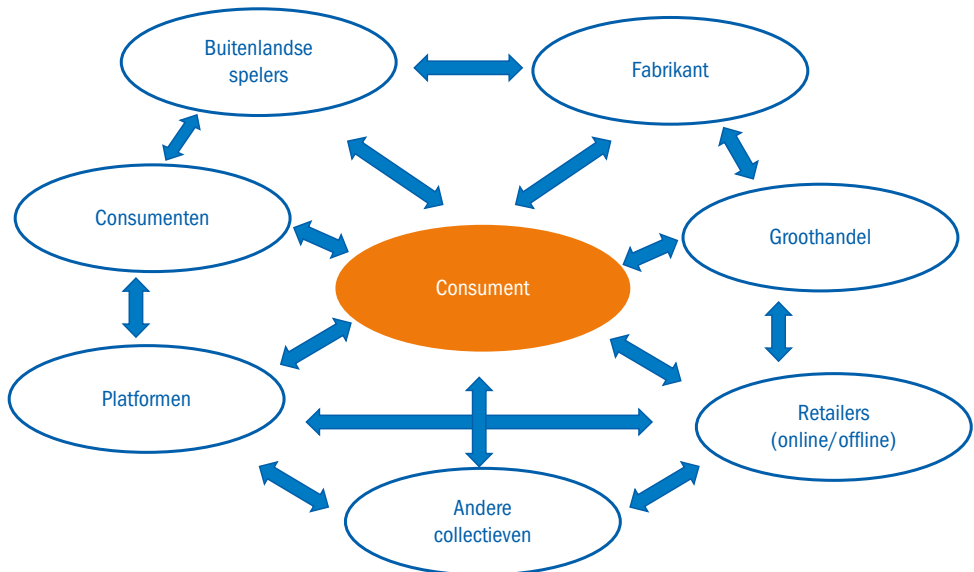 Buitenlandse
spelers
Fabrikant
Consumenten
Groothandel
Consument
Platformen
Retailers
(online/offline)
Andere
collectieven